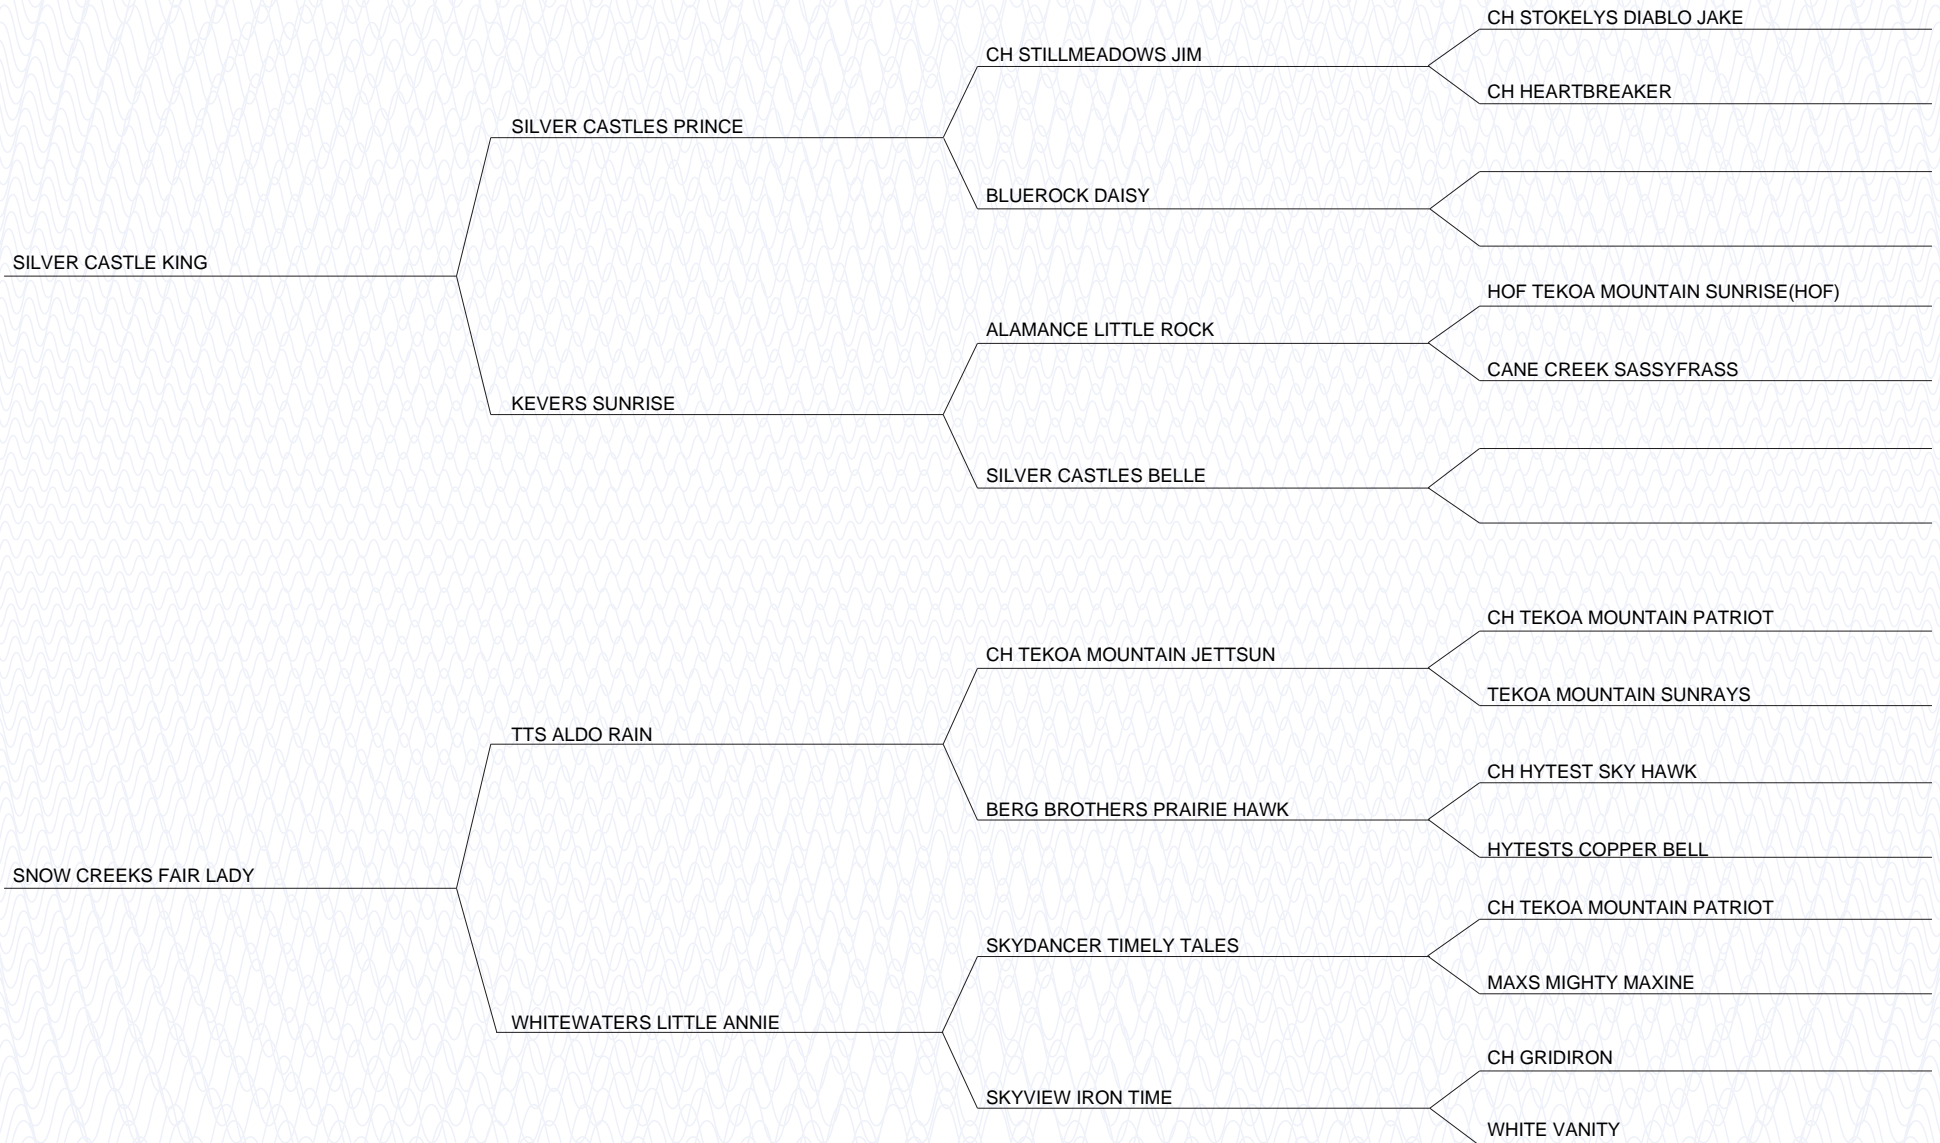 CH STOKELYS DIABLO JAKE
CH STILLMEADOWS JIM
CH HEARTBREAKER
SILVER CASTLES PRINCE
BLUEROCK DAISY
SILVER CASTLE KING
HOF TEKOA MOUNTAIN SUNRISE(HOF)
ALAMANCE LITTLE ROCK
CANE CREEK SASSYFRASS
KEVERS SUNRISE
SILVER CASTLES BELLE
CH TEKOA MOUNTAIN PATRIOT
CH TEKOA MOUNTAIN JETTSUN
TEKOA MOUNTAIN SUNRAYS
TTS ALDO RAIN
CH HYTEST SKY HAWK
BERG BROTHERS PRAIRIE HAWK
HYTESTS COPPER BELL
SNOW CREEKS FAIR LADY
CH TEKOA MOUNTAIN PATRIOT
SKYDANCER TIMELY TALES
MAXS MIGHTY MAXINE
WHITEWATERS LITTLE ANNIE
CH GRIDIRON
SKYVIEW IRON TIME
WHITE VANITY